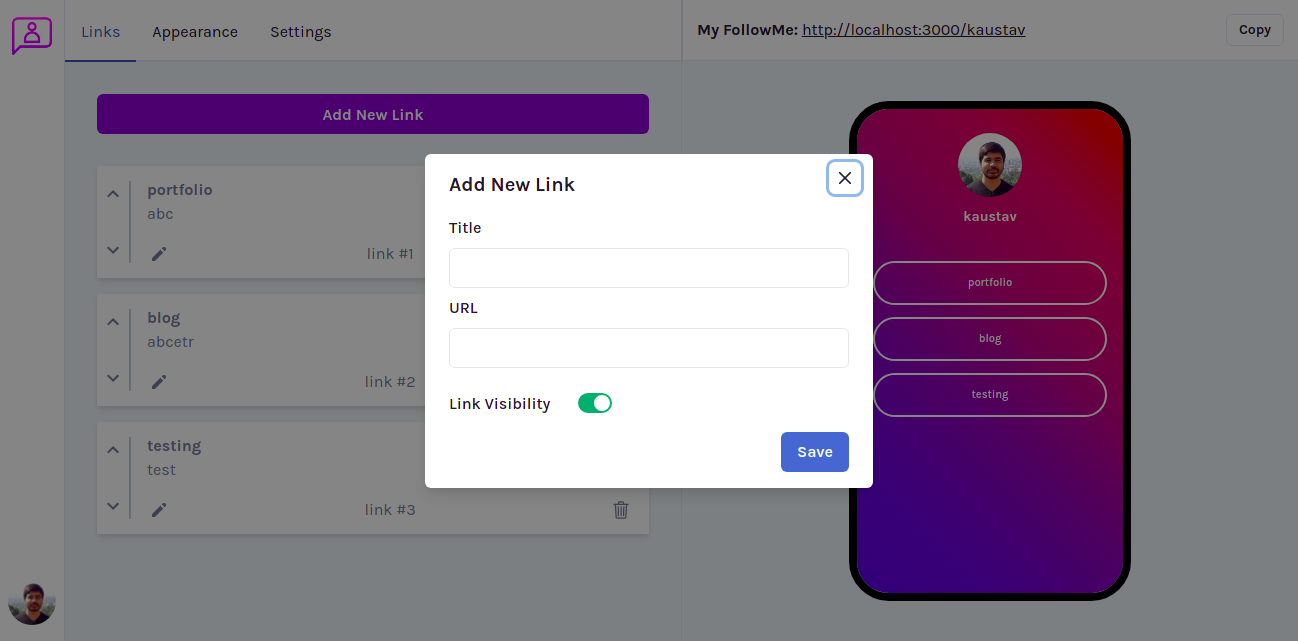 Links Appearance Settings
My FollowMe: http://localhost:3000/kaustav
Copy
Add New Link
portfolio
abc
link #1
blog
abcetr
link #2
testing
test
link #3
Add New Link
Title
URL
Link Visibility
Save
kaustav
portfolio
blog
testing